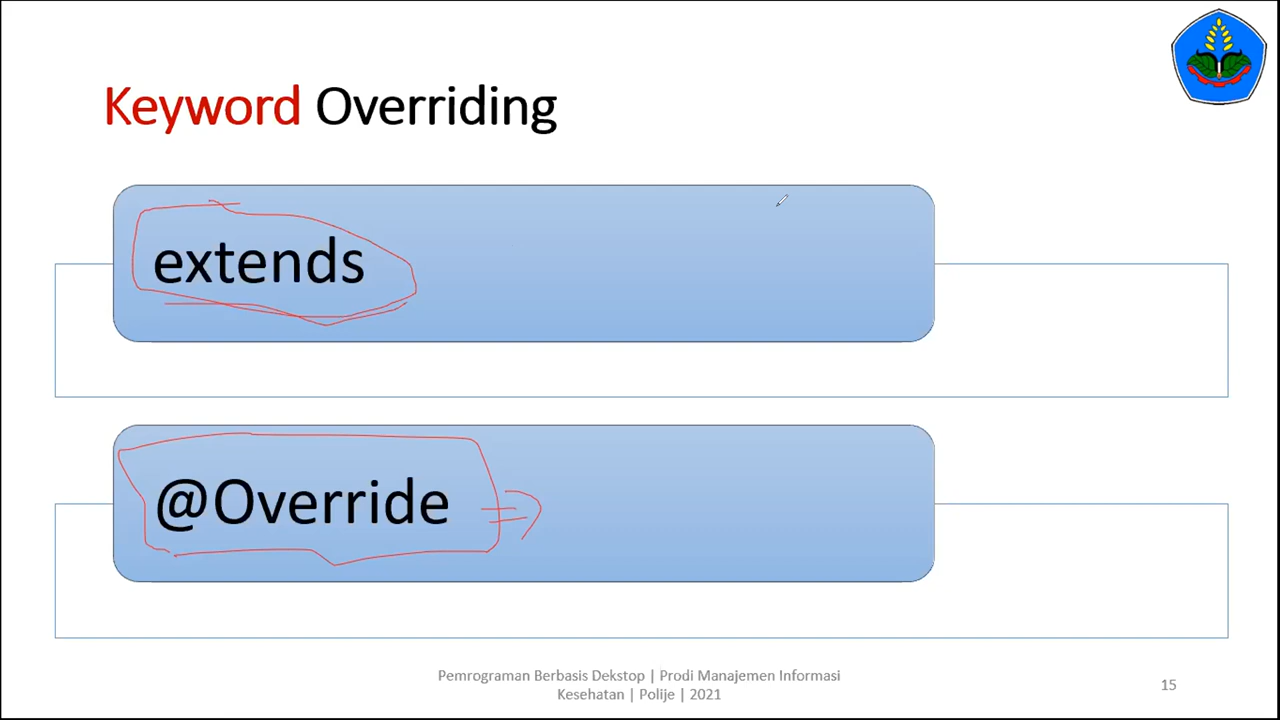 Keyword Overriding
extends
@Override
Pemrograman Berbasis Dekstop | Prodi Manajemen Informasi
Kesehatan | Polije | 2021
15